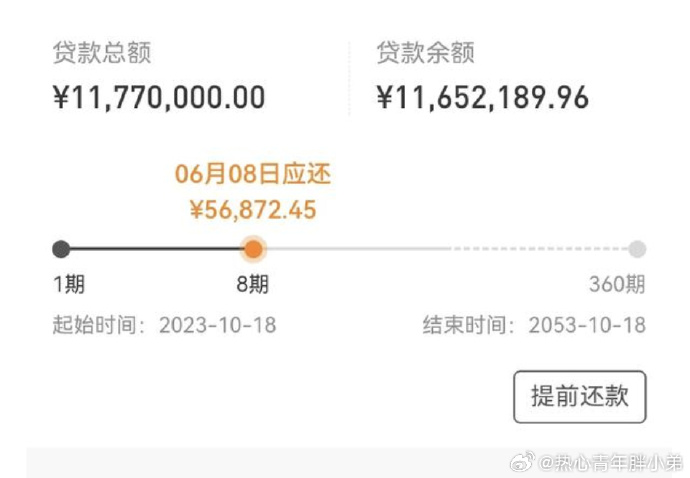 贷款总额 贷款余额
¥11,770,000.00 ¥11,652,189.96
06月08日应还
¥56,872.45
1期 8期 360期
起始时间：2023-10-18 结束时间：2053-10-18
提前还款
@热心青年胖小弟